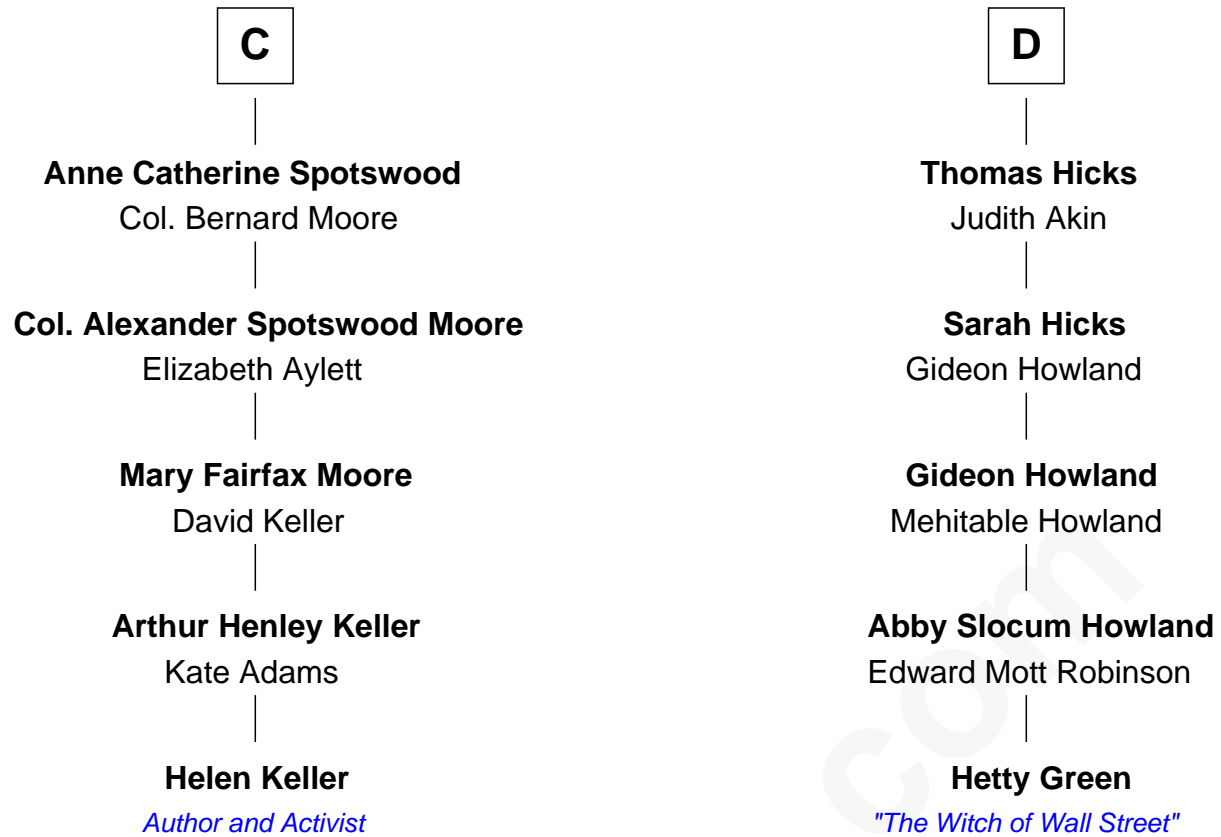 C
Anne Catherine Spotswood
Col. Bernard Moore
Col. Alexander Spotswood Moore
Elizabeth Aylett
Mary Fairfax Moore
David Keller
Arthur Henley Keller
Kate Adams
Helen Keller
Author and Activist
D
Thomas Hicks
Judith Akin
Sarah Hicks
Gideon Howland
Gideon Howland
Mehitable Howland
Abby Slocum Howland
Edward Mott Robinson
Hetty Green
"The Witch of Wall Street"
com